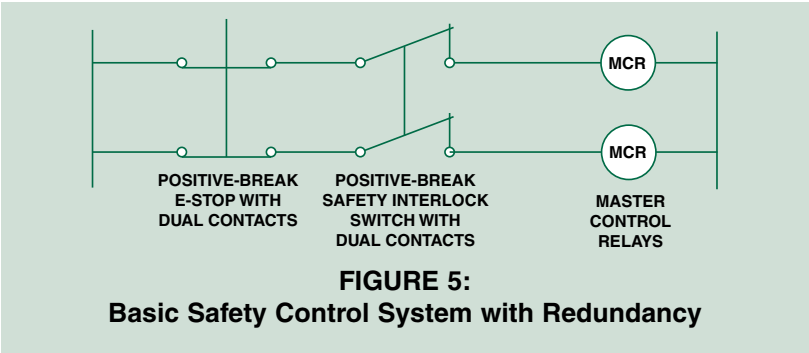 MCR
MCR
POSITIVE-BREAK
E-STOP WITH
DUAL CONTACTS
POSITIVE-BREAK
SAFETY INTERLOCK
SWITCH WITH
DUAL CONTACTS
MASTER
CONTROL
RELAYS
FIGURE 5:
Basic Safety Control System with Redundancy